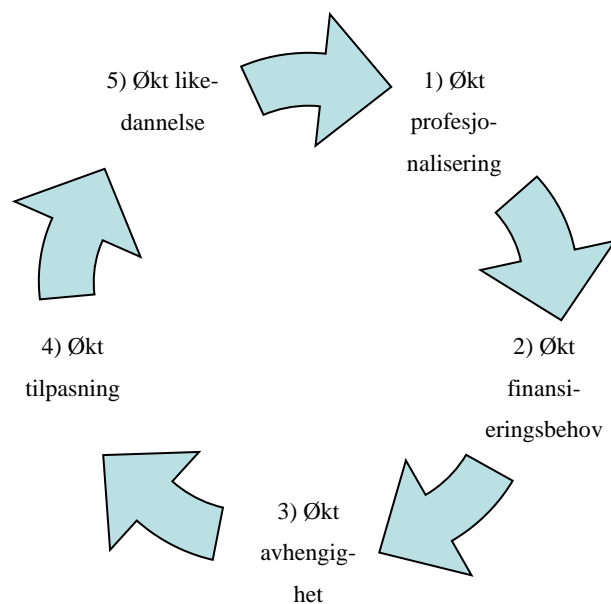 1) Økt
profesjo-
nalisering
2) Økt
finansi-
eringsbehov
3) Økt
avhengig-
het
4) Økt
tilpasning
5) Økt like-
dannelse